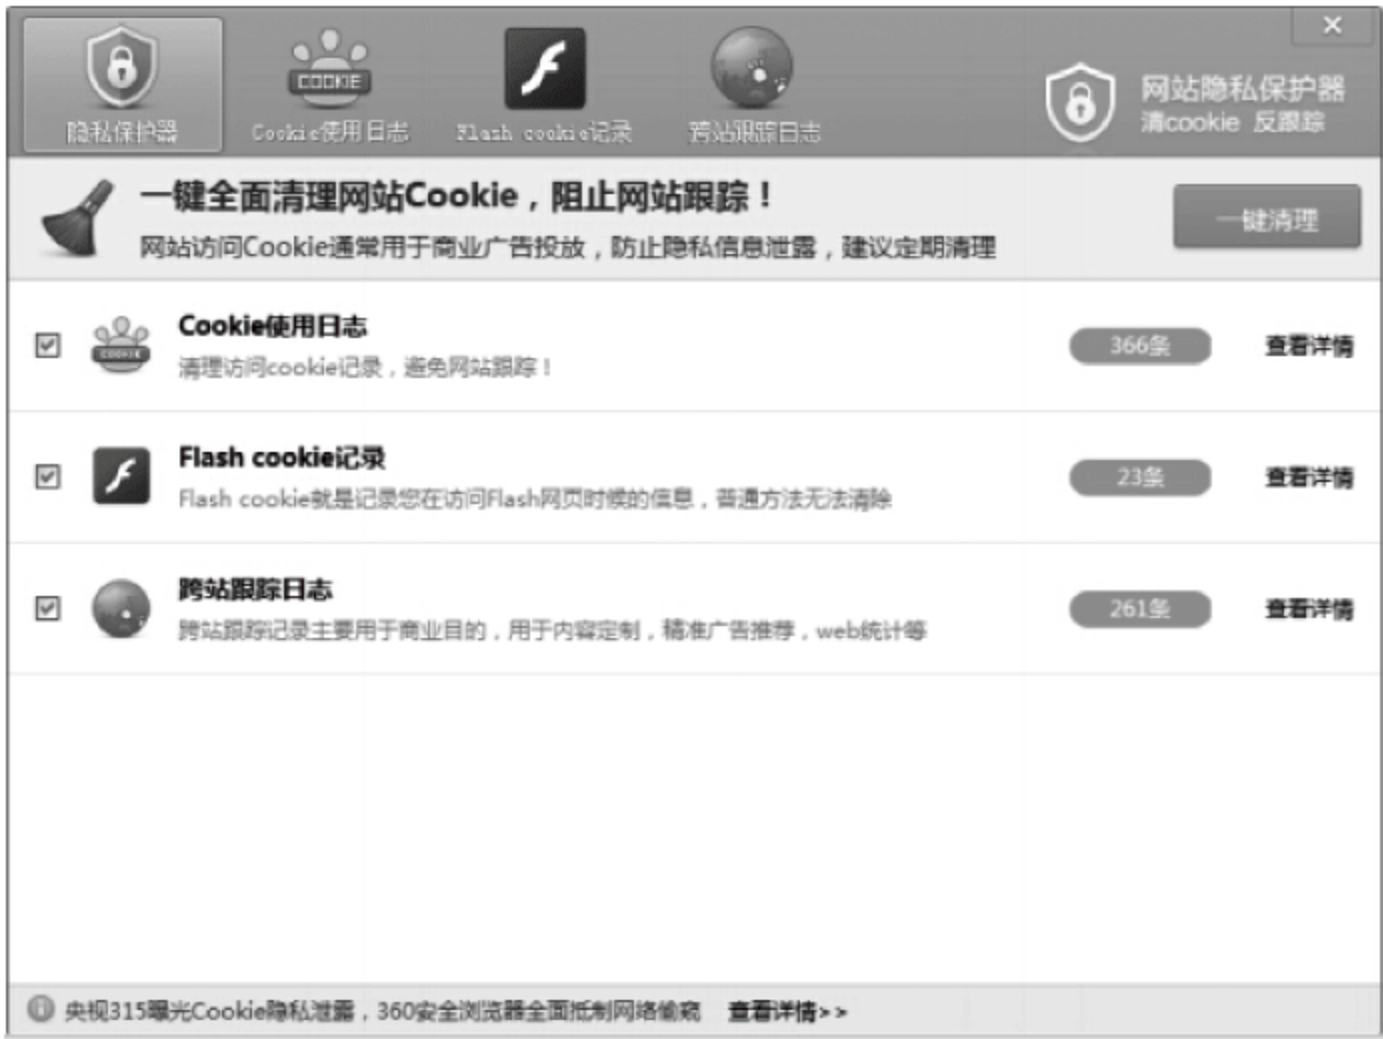 隐私保护器
COOKIE
Cookie使用日志
Flash cookie记录
跨站跟踪日志
网站隐私保护器
清cookie 反跟踪
一键全面清理网站Cookie，阻止网站跟踪！
网站访问Cookie通常用于商业广告投放，防止隐私信息泄露，建议定期清理
一键清理
COOKIE
Cookie使用日志
清理访问cookie记录，避免网站跟踪！
366条
查看详情
Flash cookie记录
Flash cookie就是记录您在访问Flash网页时候的信息，普通方法无法清除
23条
查看详情
跨站跟踪日志
跨站跟踪记录主要用于商业目的，用于内容定制，精准广告推荐，web统计等
261条
查看详情
央视315曝光Cookie隐私泄露，360安全浏览器全面抵制网络偷窥 查看详情>>